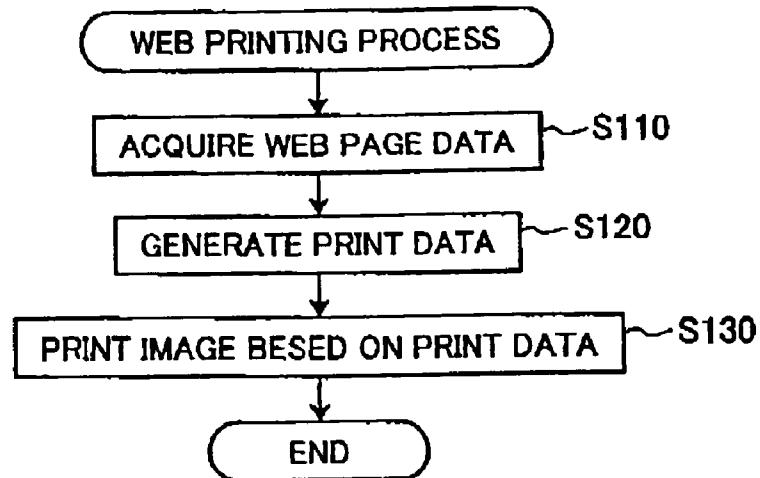 WEB PRINTING PROCESS
ACQUIRE WEB PAGE DATA S110
GENERATE PRINT DATA S120
PRINT IMAGE BESED ON PRINT DATA S130
END